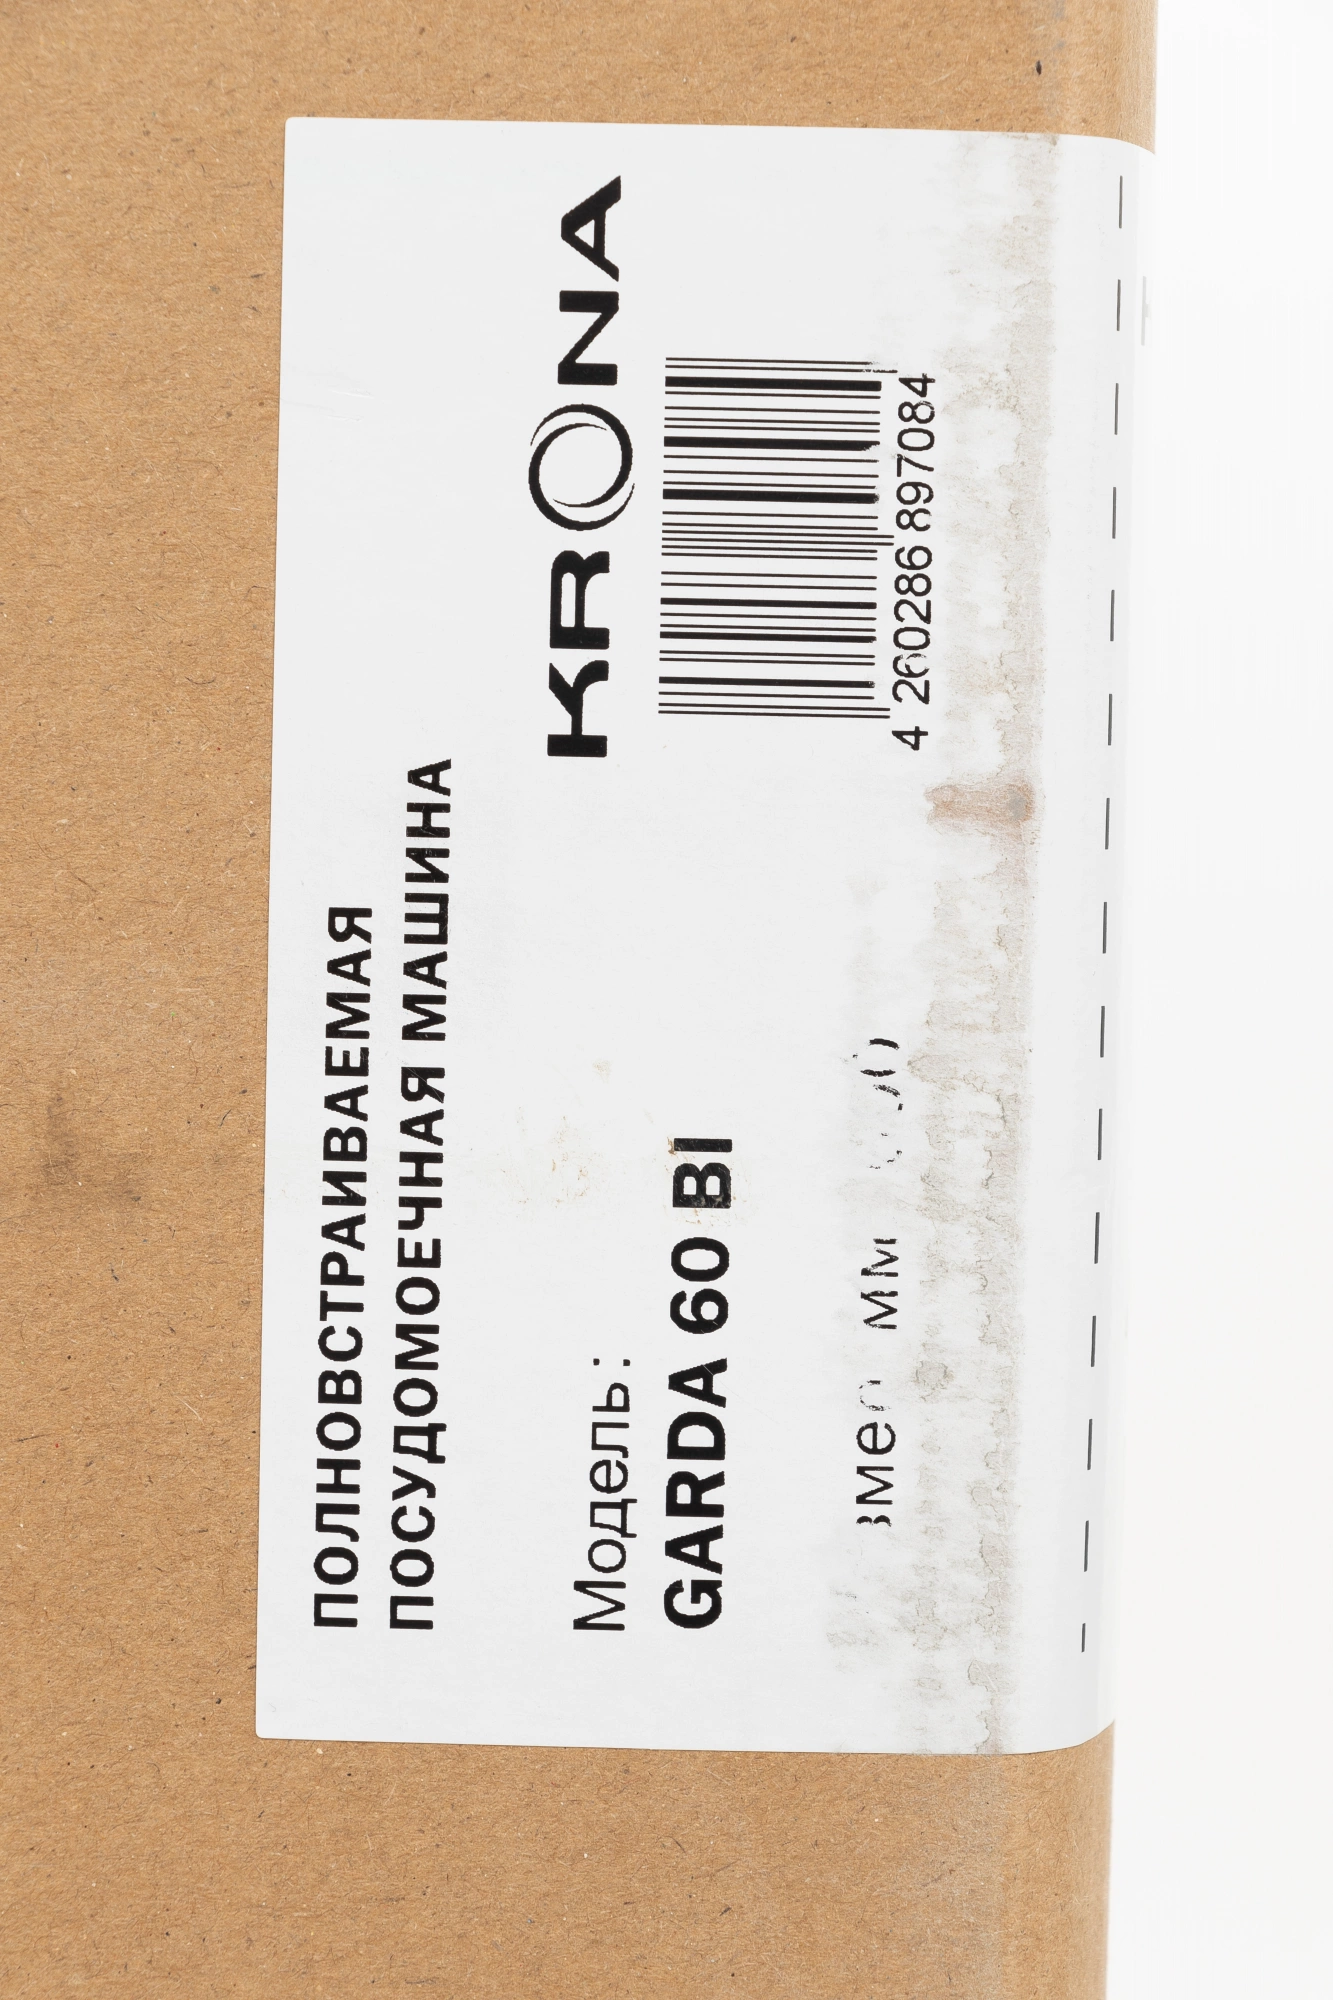 ПОЛНОВСТРАИВАЕМАЯ
ПОСУДОМОЕЧНАЯ МАШИНА
KRONA
Модель:
GARDA 60 BI
4 260286 897084
мм